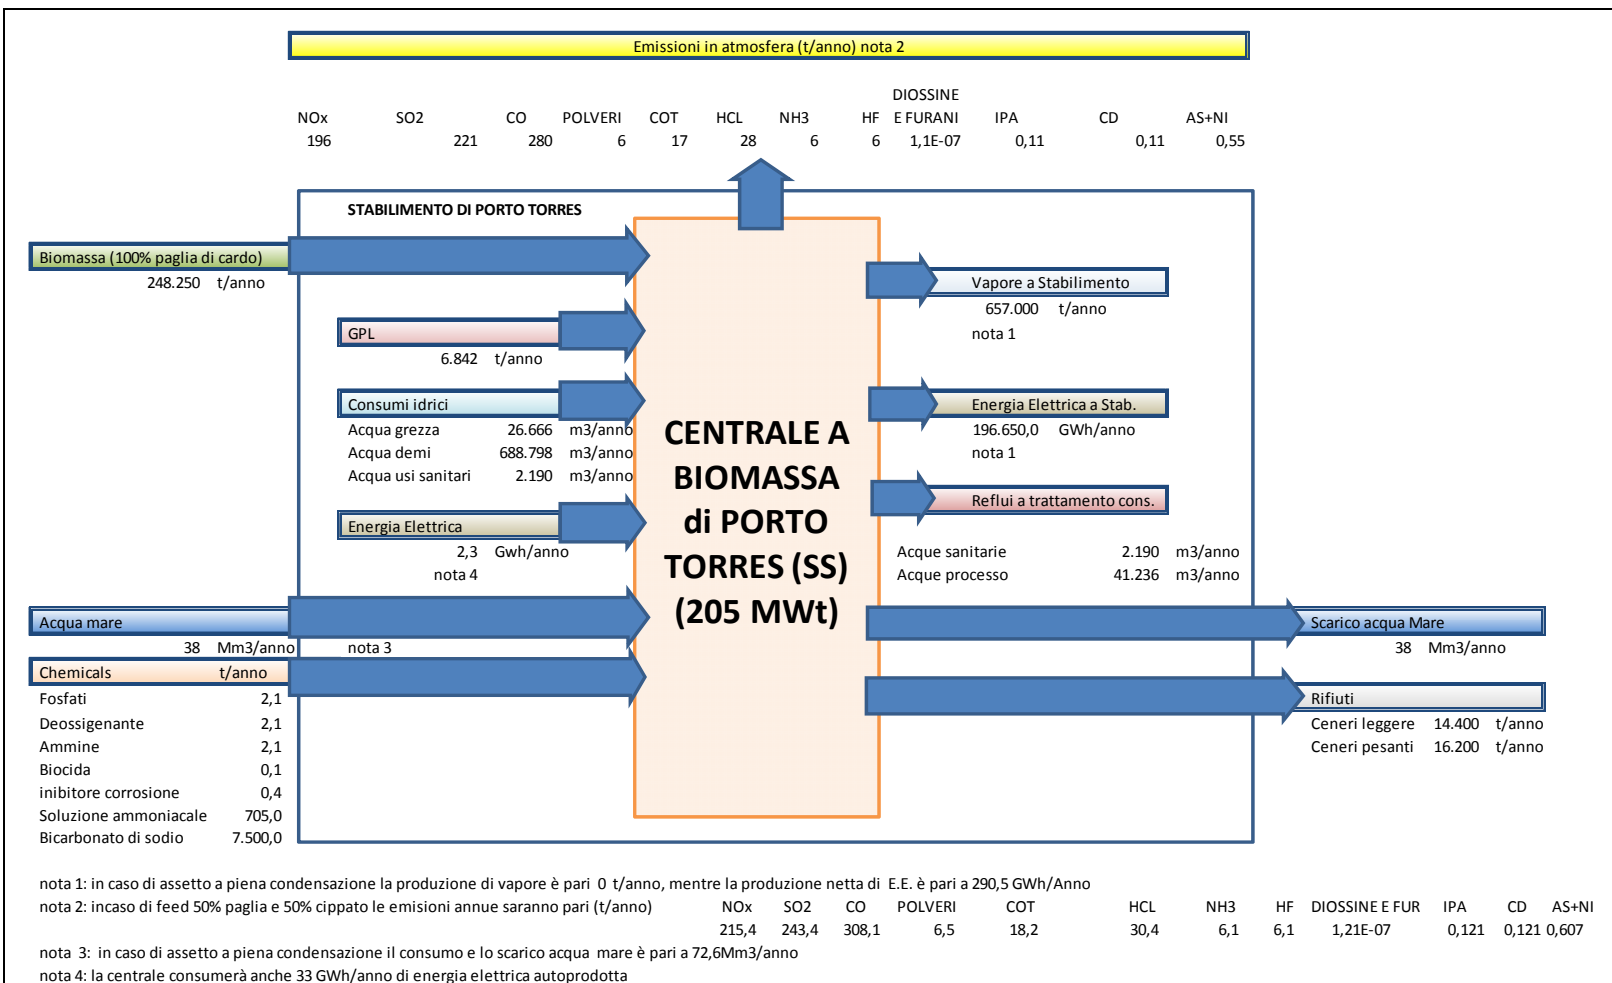 Emissioni in atmosfera (t/anno) nota 2
DIOSSINE
NOx SO2 CO POLVERI COT HCL NH3 HF E FURANI IPA CD AS+NI
196 221 280 6 17 28 6 6 1,1E-07 0,11 0,11 0,55
STABILIMENTO DI PORTO TORRES
Biomassa (100% paglia di cardo)
248.250 t/anno
GPL
6.842 t/anno
Consumi idrici
Acqua grezza 26.666 m3/anno
Acqua demi 688.798 m3/anno
Acqua usi sanitari 2.190 m3/anno
Energia Elettrica
2,3 Gwh/anno
nota 4
Acqua mare
38 Mm3/anno nota 3
Chemicals t/anno
Fosfati 2,1
Deossigenante 2,1
Ammine 2,1
Biocida 0,1
inibitore corrosione 0,4
Soluzione ammoniacale 705,0
Bicarbonato di sodio 7.500,0
CENTRALE A
BIOMASSA
di PORTO
TORRES (SS)
(205 MWt)
Vapore a Stabilimento
657.000 t/anno
nota 1
Energia Elettrica a Stab.
196.650,0 GWh/anno
nota 1
Reflui a trattamento cons.
Acque sanitarie 2.190 m3/anno
Acque processo 41.236 m3/anno
Scarico acqua Mare
38 Mm3/anno
Rifiuti
Ceneri leggere 14.400 t/anno
Ceneri pesanti 16.200 t/anno
nota 1: in caso di assetto a piena condensazione la produzione di vapore è pari 0 t/anno, mentre la produzione netta di E.E. è pari a 290,5 GWh/Anno
nota 2: incaso di feed 50% paglia e 50% cippato le emisioni annue saranno pari (t/anno) NOx SO2 CO POLVERI COT HCL NH3 HF DIOSSINE E FUR IPA CD AS+NI
215,4 243,4 308,1 6,5 18,2 30,4 6,1 6,1 1,21E-07 0,121 0,121 0,607
nota 3: in caso di assetto a piena condensazione il consumo e lo scarico acqua mare è pari a 72,6Mm3/anno
nota 4: la centrale consumerà anche 33 GWh/anno di energia elettrica autoprodotta